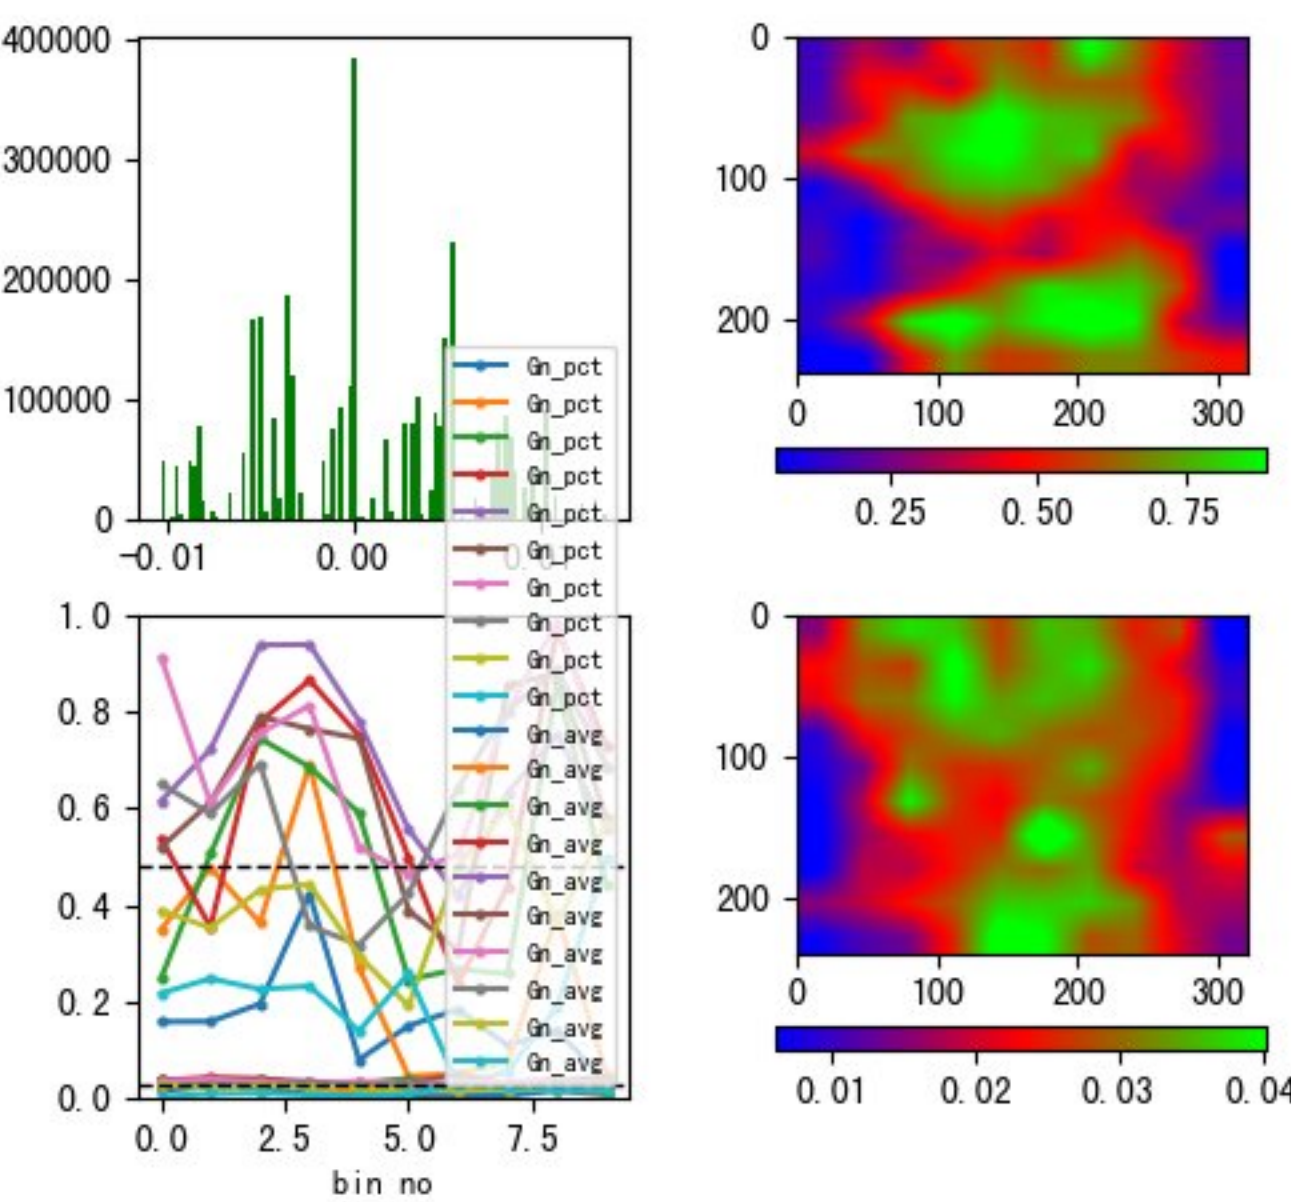 400000
300000
200000
100000
0
−0.01
0.00
0
100
200
0
100
200
300
0.25
0.50
0.75
Gn_pct
Gn_pct
Gn_pct
Gn_pct
Gn_pct
Gn_pct
Gn_pct
Gn_pct
Gn_pct
Gn_pct
Gn_avg
Gn_avg
Gn_avg
Gn_avg
Gn_avg
Gn_avg
Gn_avg
Gn_avg
Gn_avg
Gn_avg
1.0
0.8
0.6
0.4
0.2
0.0
0.0
2.5
5.0
7.5
bin no
0
100
200
0
100
200
300
0.01
0.02
0.03
0.04